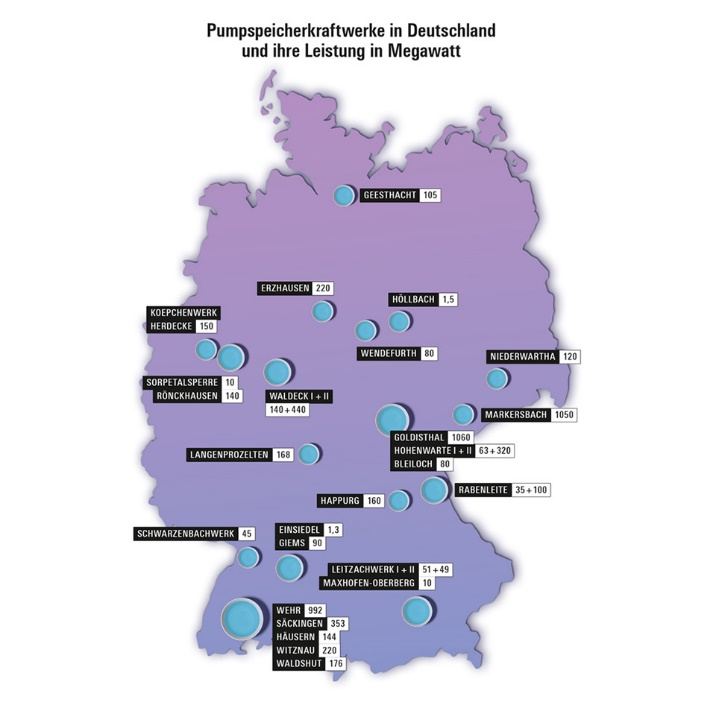 Pumpspeicherkraftwerke in Deutschland
und ihre Leistung in Megawatt
GEESTHACHT 105
ERZHAUSEN 220
HÖLLBACH 1,5
KOEPCHENWERK
HERDECKE 150
WENDEFURTH 80
NIEDERWARTHA 120
SORPETALSPERRE 10
RÖNCKHAUSEN 140
WALDECK I + II
140 + 440
MARKERSBACH 1050
GOLDISTHAL 1060
HOHENWARTE I + II 63 + 320
BLEILOCH 80
LANGENPROZELTEN 168
RABENLEITE 35 + 100
HAPPURG 160
SCHWARZENBACHWERK 45
EINSIEDEL 1,3
GIEMS 90
LEITZACHWERK I + II 51 + 49
MAXHOFEN-OBERBERG 10
WEHR 992
SÄCKINGEN 353
HÄUSERN 144
WITZNAU 220
WALDSHUT 176